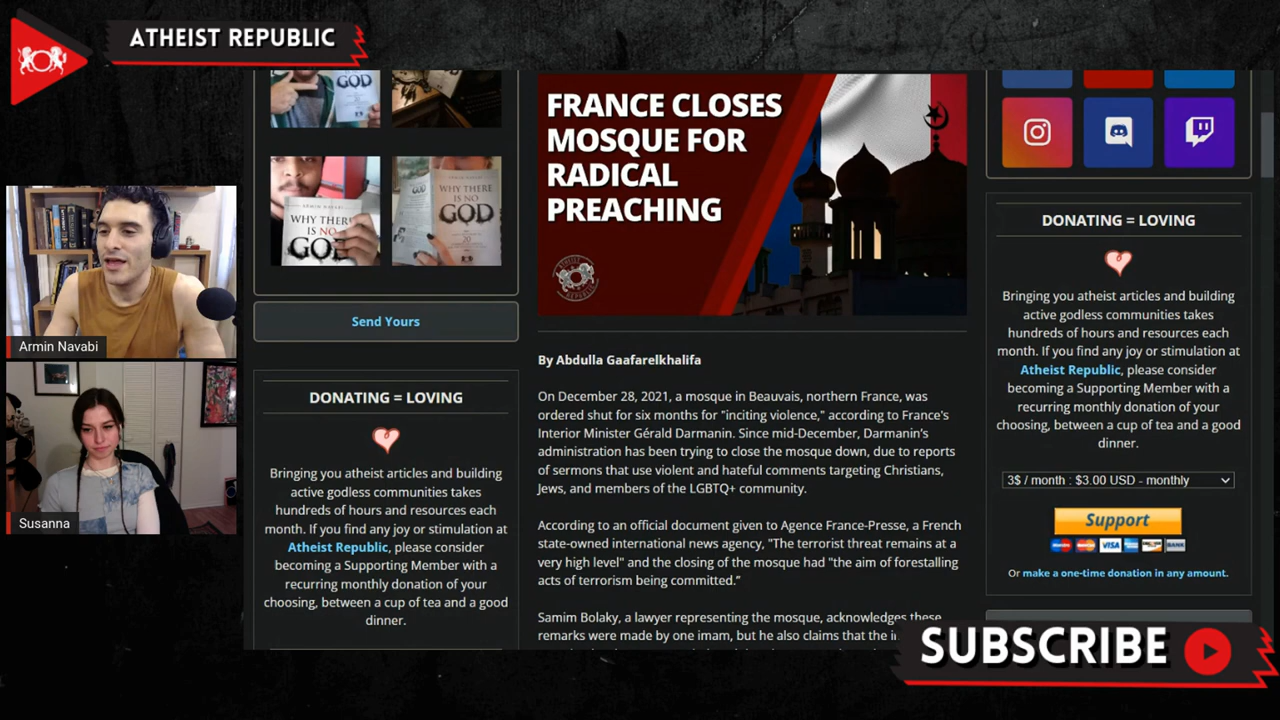 ATHEIST REPUBLIC
FRANCE CLOSES
MOSQUE FOR
RADICAL
PREACHING
GOD
WHY THERE
IS NO
GOD
WHY THERE
IS NO
GOD
20
Send Yours
DONATING = LOVING
Bringing you atheist articles and building
active godless communities takes
hundreds of hours and resources each
month. If you find any joy or stimulation at
Atheist Republic, please consider
becoming a Supporting Member with a
recurring monthly donation of your
choosing, between a cup of tea and a good
dinner.
By Abdulla Gaafarelkhalifa
On December 28, 2021, a mosque in Beauvais, northern France, was
ordered shut for six months for "inciting violence," according to France's
Interior Minister Gérald Darmanin. Since mid-December, Darmanin's
administration has been trying to close the mosque down, due to reports
of sermons that use violent and hateful comments targeting Christians,
Jews, and members of the LGBTQ+ community.
According to an official document given to Agence France-Presse, a French
state-owned international news agency, "The terrorist threat remains at a
very high level" and the closing of the mosque had "the aim of forestalling
acts of terrorism being committed."
Samim Bolaky, a lawyer representing the mosque, acknowledges these
remarks were made by one imam, but he also claims that the
DONATING = LOVING
Bringing you atheist articles and building
active godless communities takes
hundreds of hours and resources each
month. If you find any joy or stimulation at
Atheist Republic, please consider
becoming a Supporting Member with a
recurring monthly donation of your
choosing, between a cup of tea and a good
dinner.
3$ / month : $3.00 USD - monthly
Support
VISA
BANK
Or make a one-time donation in any amount.
Armin Navabi
Susanna
SUBSCRIBE